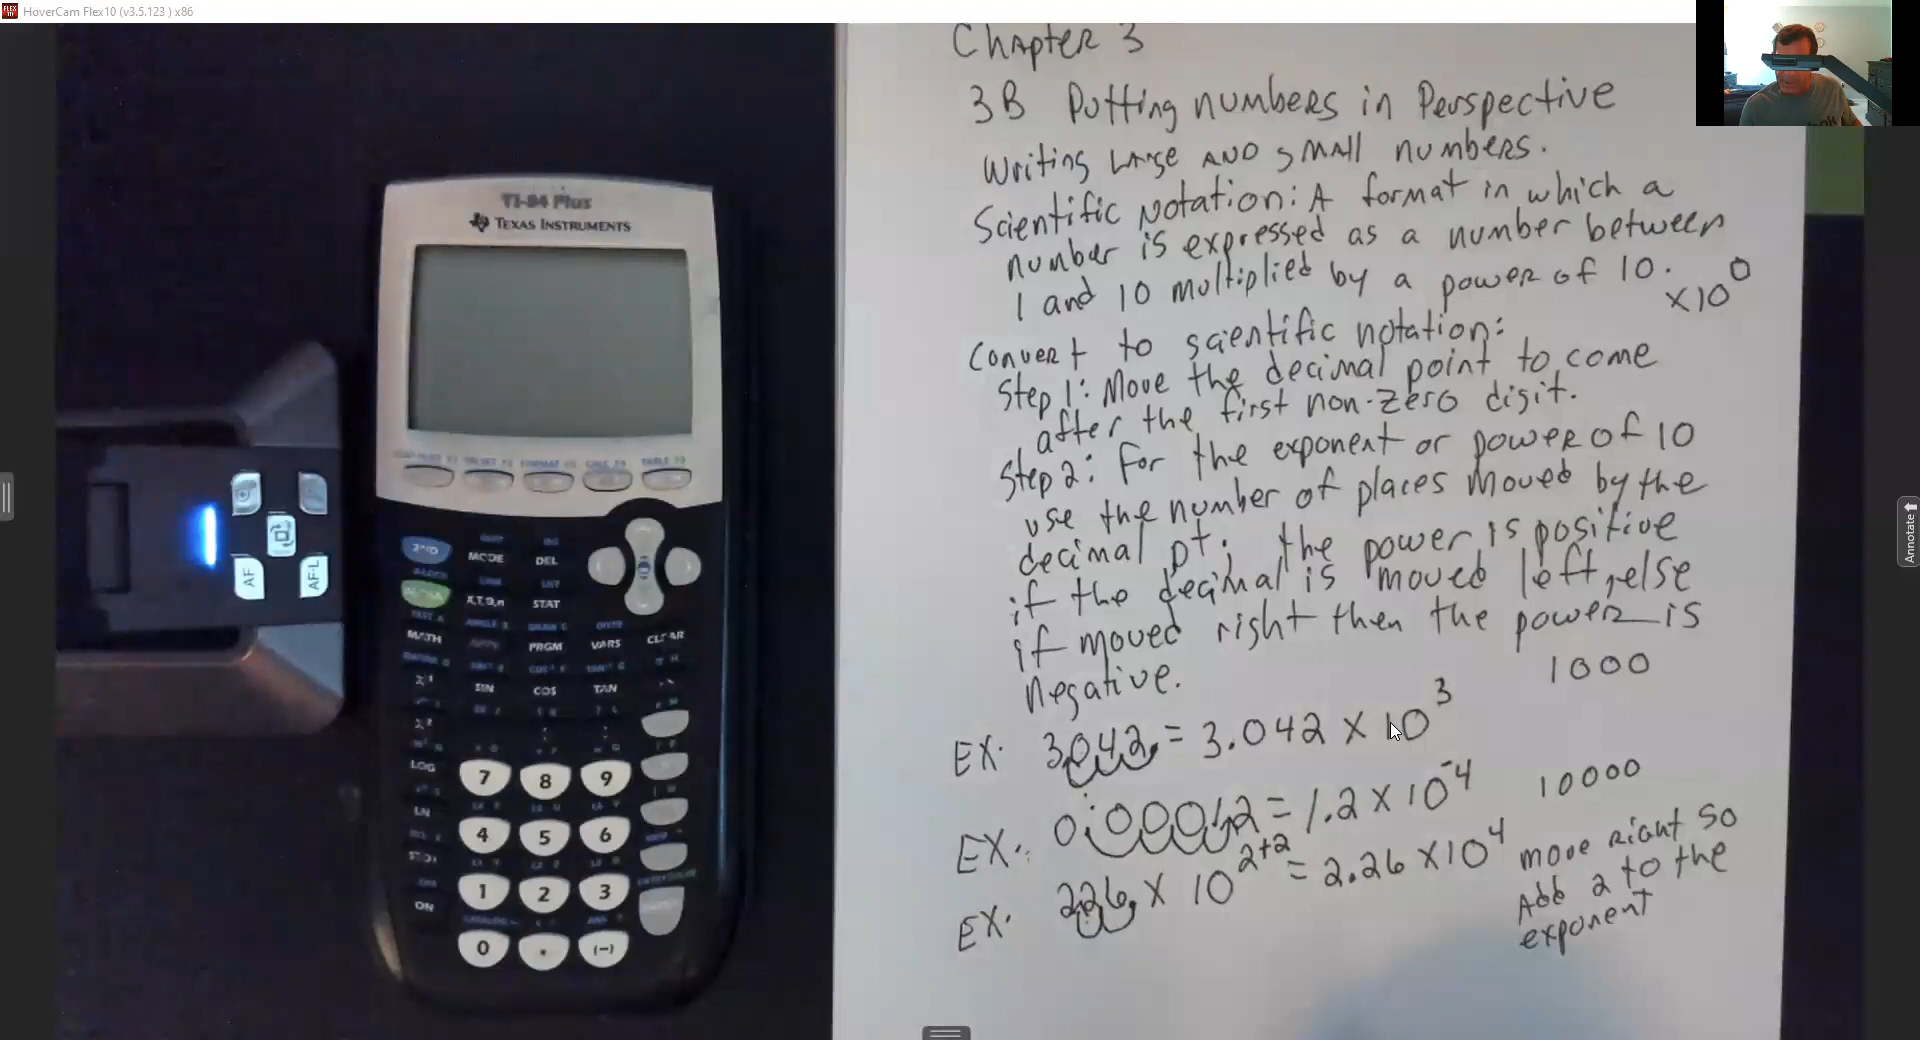 HoverCam Flex10 (v3.5.123 ) x86
Chapter 3
3B Putting numbers in Perspective
Writing Large AND small numbers.
Scientific Notation: A format in which a
number is expressed as a number between
1 and 10 multiplied by a power of 10.
×10⁰
Convert to scientific notation:
Step 1: Move the decimal point to come
after the first non-zero digit.
Step 2: For the exponent or power of 10
use the number of places moved by the
decimal pt; the power is positive
if the decimal is moved left, else
if moved right then the power is
negative.
1000
EX. 3042. = 3.042 × 10³
EX. 0.00012 = 1.2 × 10⁻⁴ 10000
EX. 226. × 10²⁺² = 2.26 × 10⁴ move right so
Add 2 to the
exponent
Annotate
TI-84 Plus
TEXAS INSTRUMENTS
2ND MODE DEL
ALPHA X,T,θ,n STAT
MATH PRGM VARS CLEAR
SIN COS TAN
LOG 7 8 9
LN 4 5 6
STO 1 2 3
ON 0 . (-)
AF AF-L